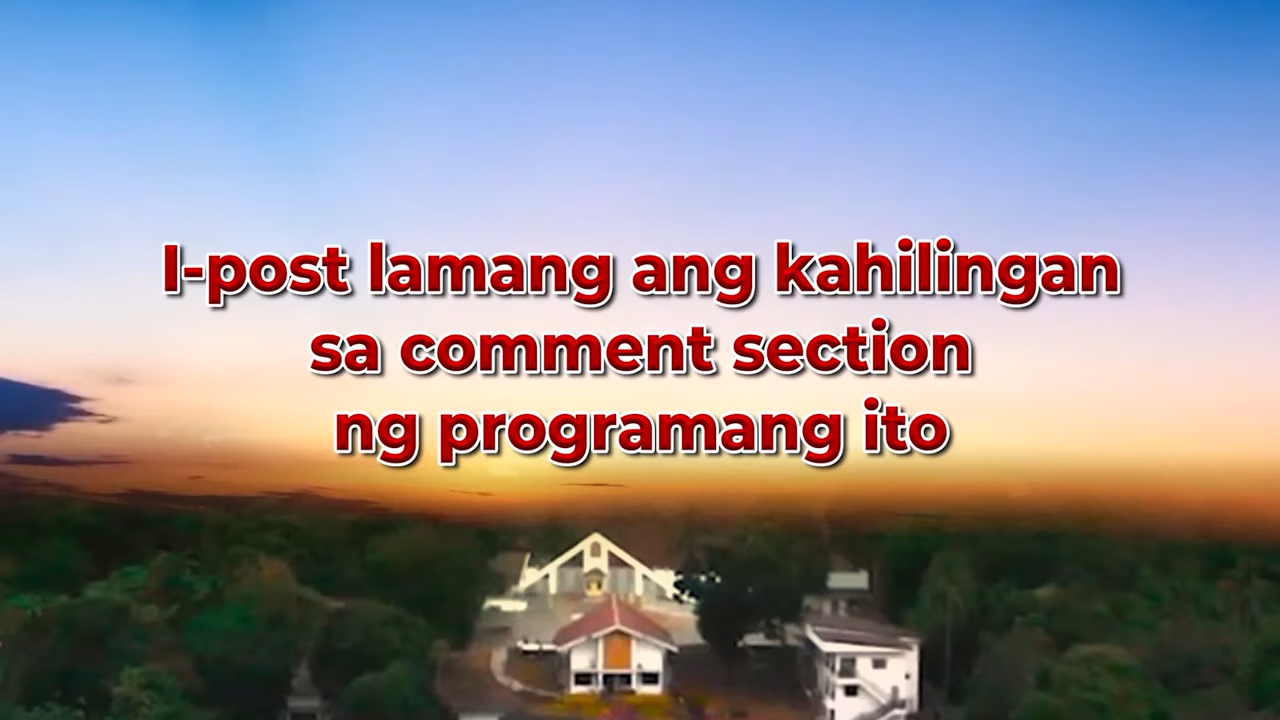 I-post lamang ang kahilingan
sa comment section
ng programang ito